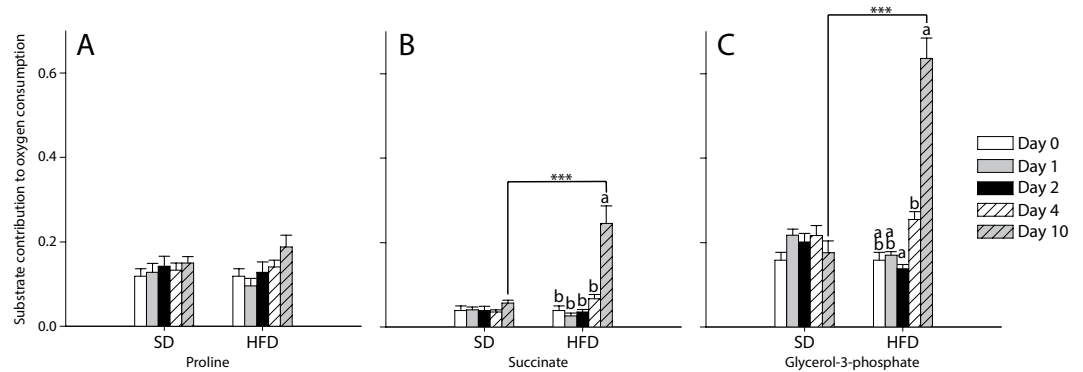 A
B
C
***
***
Substrate contribution to oxygen consumption
0.6
0.4
0.2
0.0
a
b b b b
a
a a
b b a
b
a
Day 0
Day 1
Day 2
Day 4
Day 10
SD HFD
SD HFD
SD HFD
Proline
Succinate
Glycerol-3-phosphate